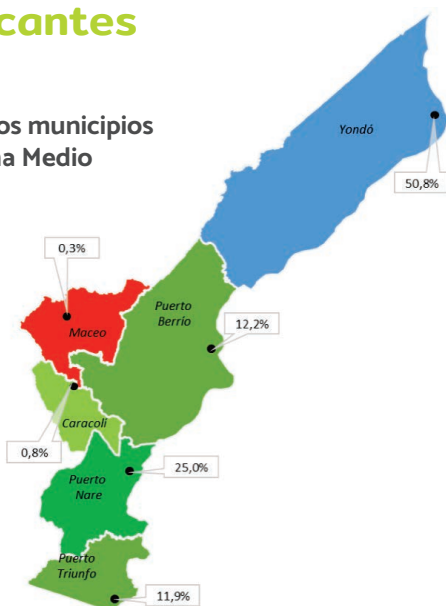 cantes
os municipios
a Medio
Yondó
50,8%
0,3%
Maceo
Puerto
Berrío
12,2%
Caracolí
0,8%
Puerto
Nare
25,0%
Puerto
Triunfo
11,9%